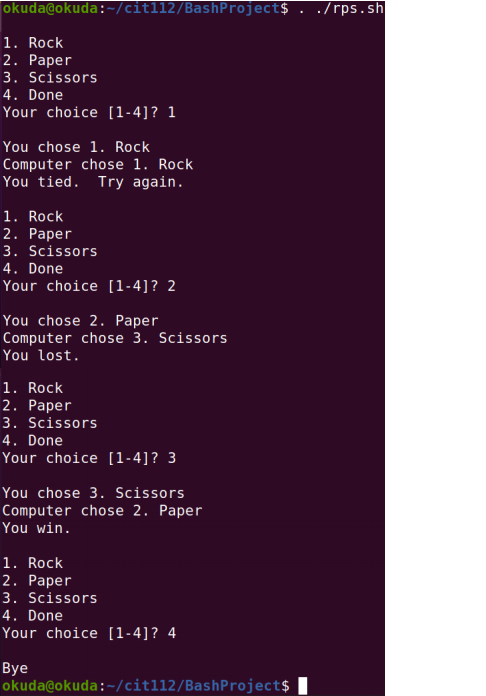 okuda@okuda:~/cit112/BashProject$ . ./rps.sh
1. Rock
2. Paper
3. Scissors
4. Done
Your choice [1-4]? 1
You chose 1. Rock
Computer chose 1. Rock
You tied.  Try again.
1. Rock
2. Paper
3. Scissors
4. Done
Your choice [1-4]? 2
You chose 2. Paper
Computer chose 3. Scissors
You lost.
1. Rock
2. Paper
3. Scissors
4. Done
Your choice [1-4]? 3
You chose 3. Scissors
Computer chose 2. Paper
You win.
1. Rock
2. Paper
3. Scissors
4. Done
Your choice [1-4]? 4
Bye
okuda@okuda:~/cit112/BashProject$